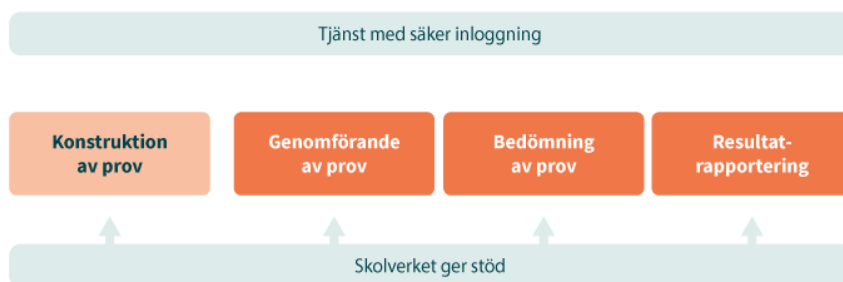 Tjänst med säker inloggning
Konstruktion
av prov
Genomförande
av prov
Bedömning
av prov
Resultat-
rapportering
Skolverket ger stöd